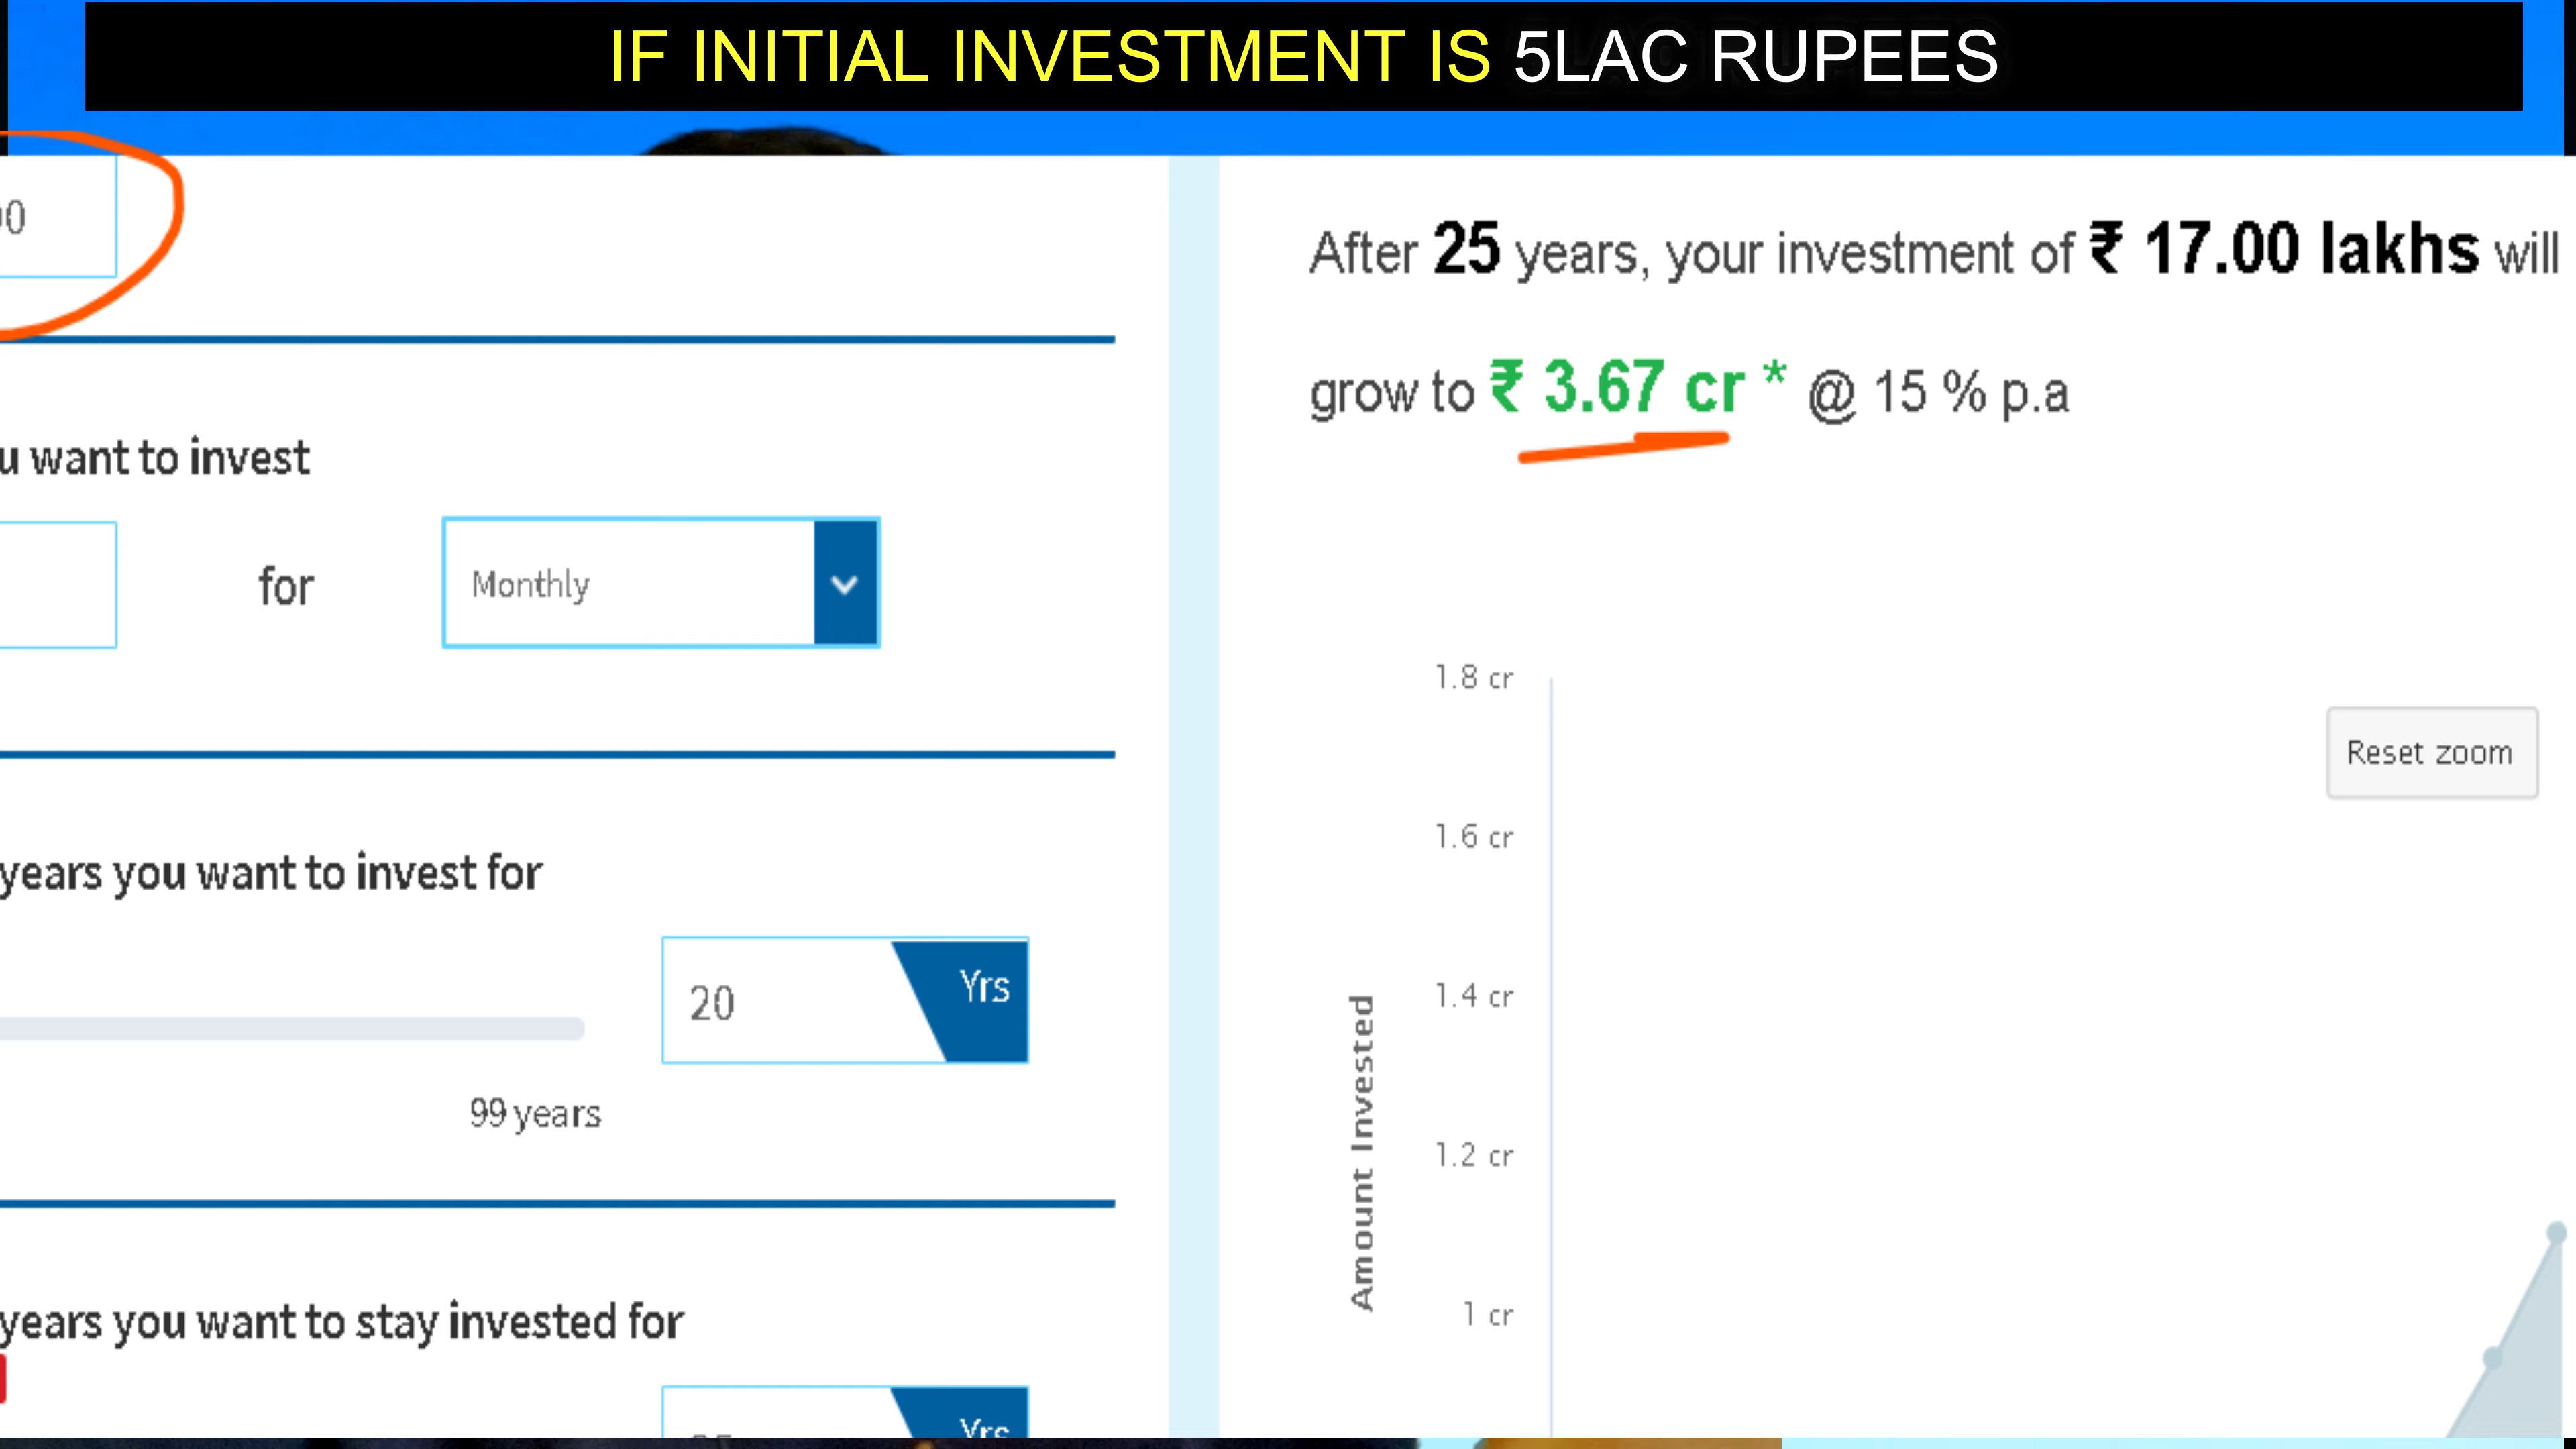 IF INITIAL INVESTMENT IS 5LAC RUPEES
After 25 years, your investment of ₹ 17.00 lakhs will
grow to ₹ 3.67 cr * @ 15 % p.a
want to invest
for
Monthly
years you want to invest for
20
Yrs
99 years
years you want to stay invested for
Yrs
1.8 cr
Reset zoom
1.6 cr
1.4 cr
1.2 cr
1 cr
Amount Invested